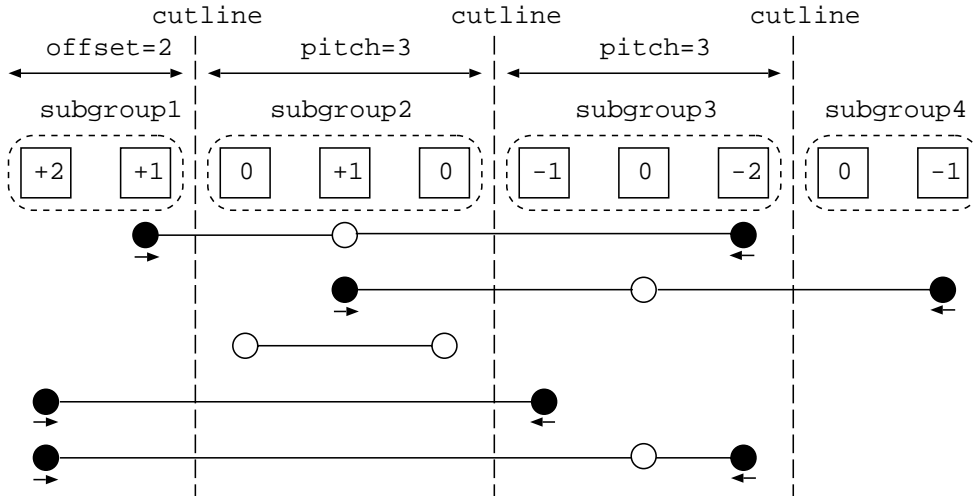 cutline cutline cutline
offset=2 pitch=3 pitch=3
subgroup1 subgroup2 subgroup3 subgroup4
+2 +1 0 +1 0 -1 0 -2 0 -1